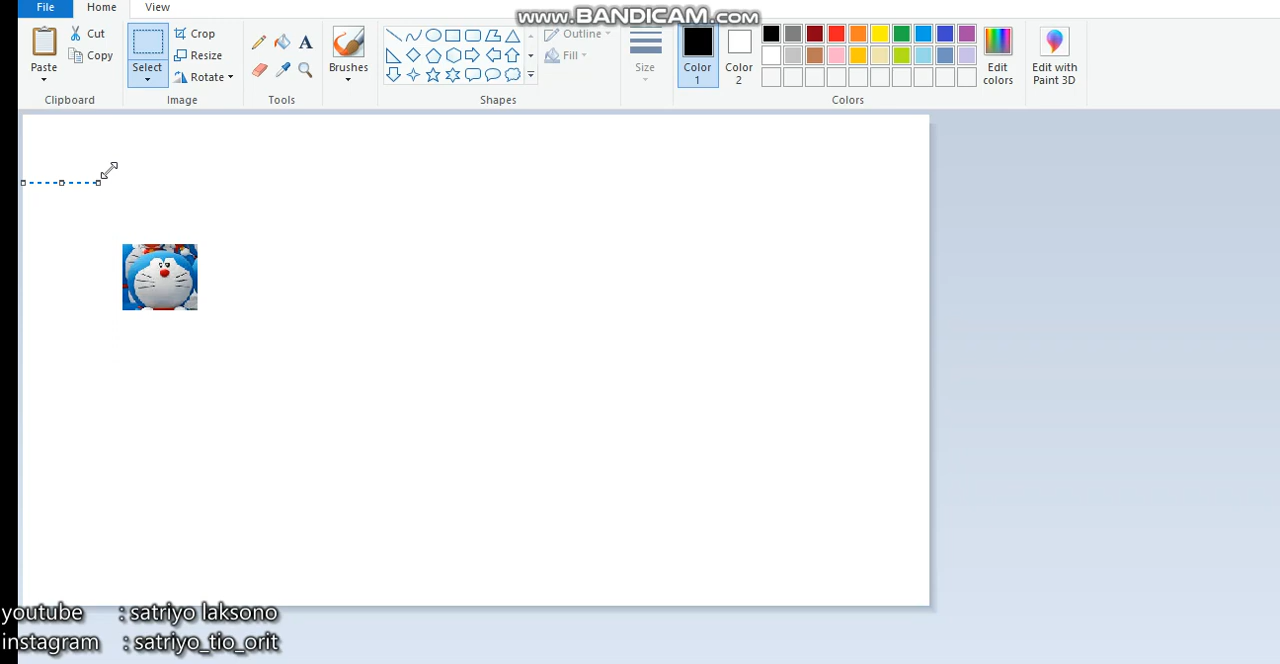 www.BANDICAM.com
File Home View
Paste
Cut
Copy
Clipboard
Select
Crop
Resize
Rotate
Image
A
Tools
Brushes
Shapes
Outline
Fill
Size
Color 1
Color 2
Colors
Edit colors
Edit with Paint 3D
youtube : satriyo laksono
instagram : satriyo_tio_orit